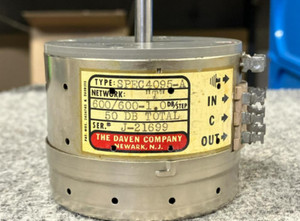 TYPE: SPEC4095-A
NETWORK:
600/600-1.0 DB/STEP
50 DB TOTAL
SER. J-21699
THE DAVEN COMPANY
NEWARK, N.J.
IN
C
OUT